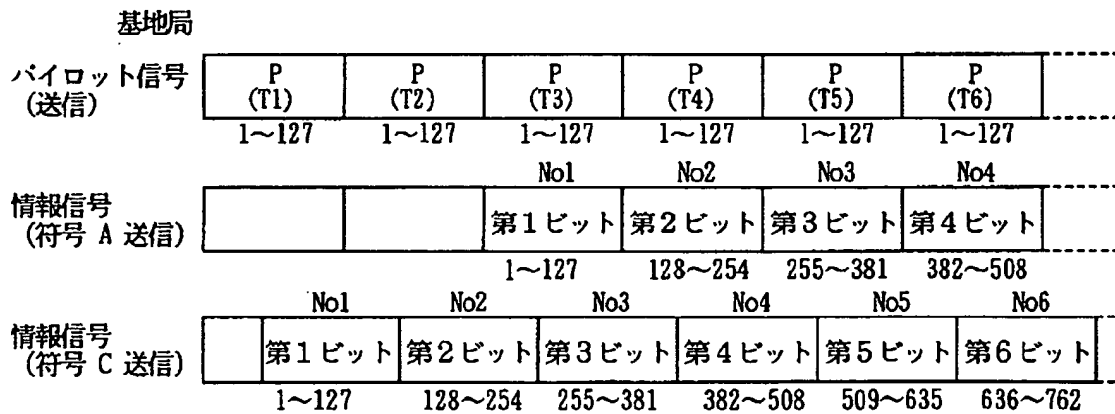 基地局
パイロット信号
(送信)
P P P P P P
(T1) (T2) (T3) (T4) (T5) (T6)
1〜127 1〜127 1〜127 1〜127 1〜127 1〜127
No1 No2 No3 No4
情報信号
(符号 A 送信)
第1ビット 第2ビット 第3ビット 第4ビット
1〜127 128〜254 255〜381 382〜508
No1 No2 No3 No4 No5 No6
情報信号
(符号 C 送信)
第1ビット 第2ビット 第3ビット 第4ビット 第5ビット 第6ビット
1〜127 128〜254 255〜381 382〜508 509〜635 636〜762